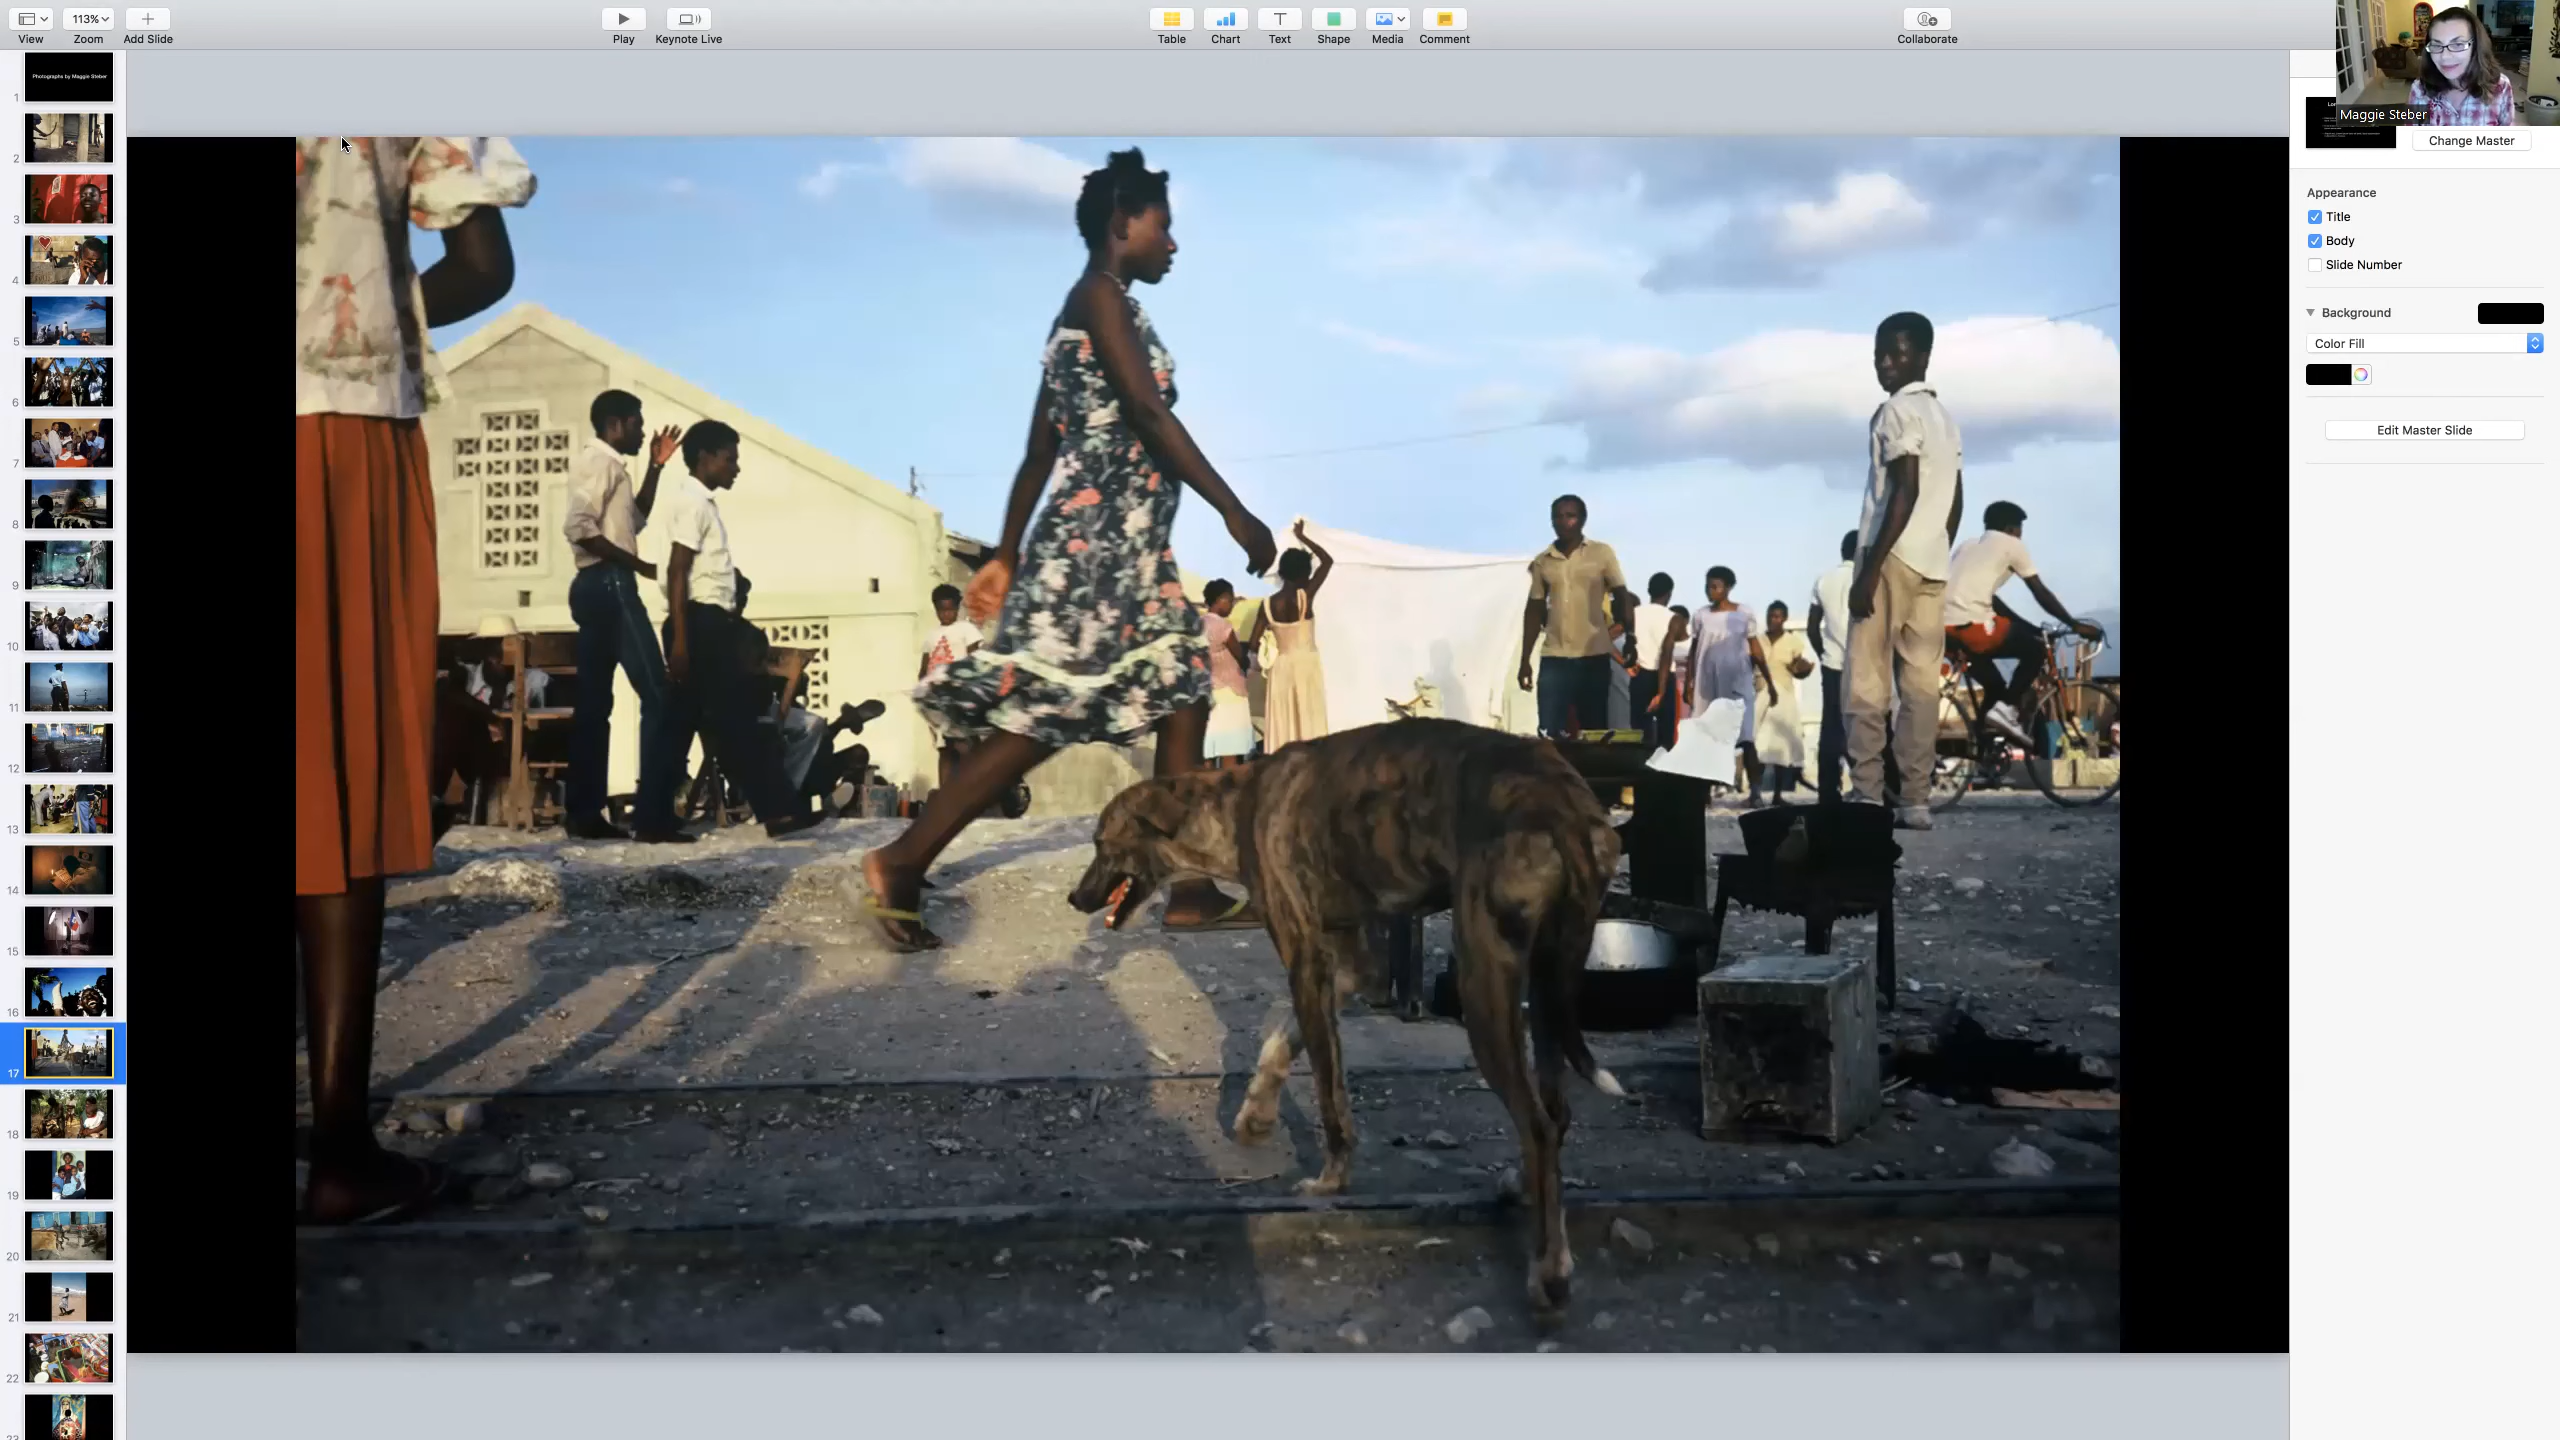 View
113%
Zoom
Add Slide
Play
Keynote Live
Table
Chart
Text
Shape
Media
Comment
Collaborate
Maggie Steber
Change Master
Appearance
Title
Body
Slide Number
Background
Color Fill
Edit Master Slide
Photographs by Maggie Steber
1
2
3
4
5
6
7
8
9
10
11
12
13
14
15
16
17
18
19
20
21
22